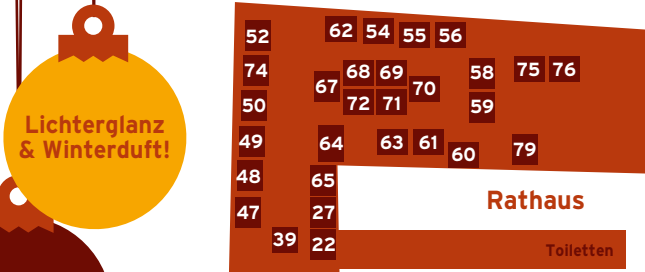 Lichterglanz
& Winterduft!
52 62 54 55 56
74 67 68 69 70 58 75 76
50 72 71 59
49 64 63 61 60 79
48 65
47 27
39 22
Rathaus
Toiletten